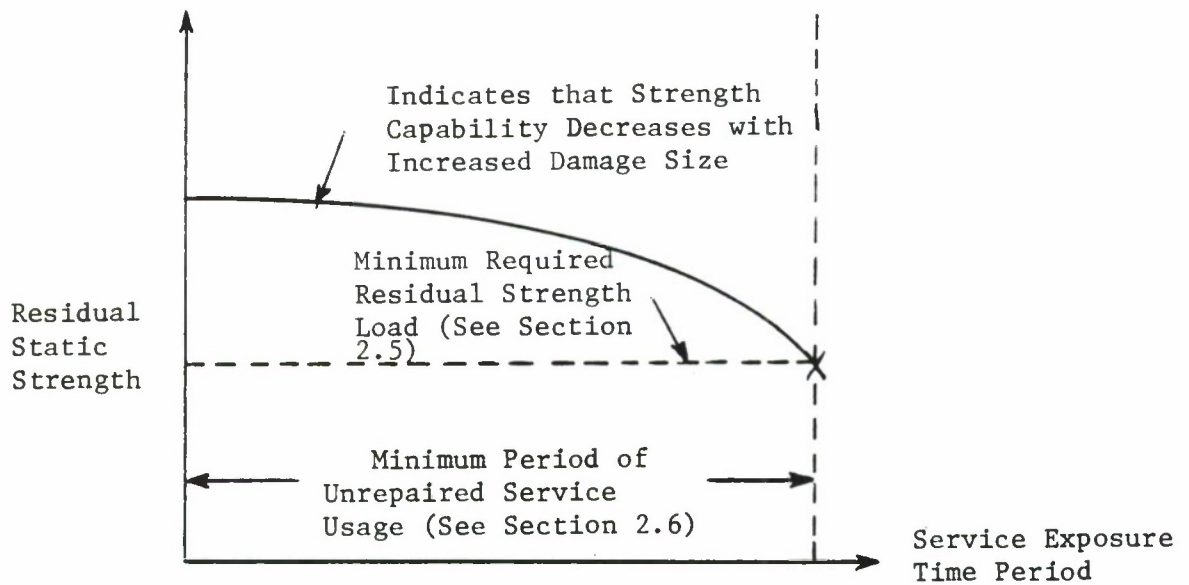 Indicates that Strength
Capability Decreases with
Increased Damage Size
Minimum Required
Residual Strength
Load (See Section
2.5)
Residual
Static
Strength
Minimum Period of
Unrepaired Service
Usage (See Section 2.6)
Service Exposure
Time Period